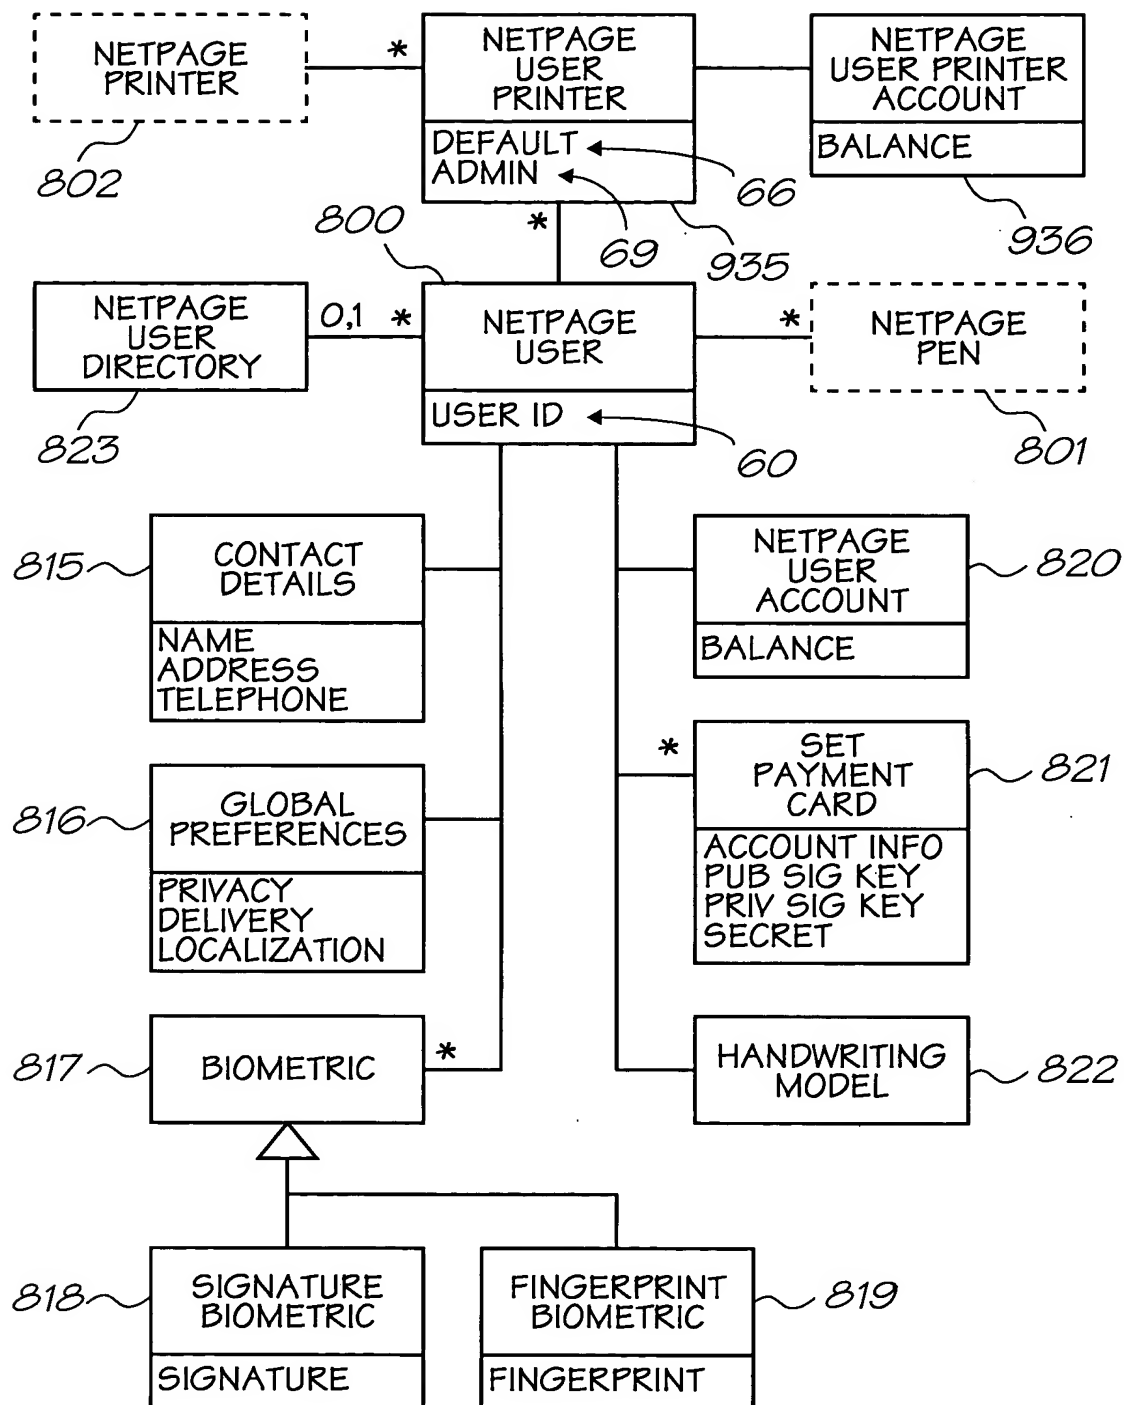 NETPAGE
PRINTER
802
*
NETPAGE
USER
PRINTER
DEFAULT
ADMIN
66
69
935
NETPAGE
USER PRINTER
ACCOUNT
BALANCE
936
*
800
NETPAGE
USER
DIRECTORY
823
0,1 *
NETPAGE
USER
USER ID
60
*
NETPAGE
PEN
801
815
CONTACT
DETAILS
NAME
ADDRESS
TELEPHONE
NETPAGE
USER
ACCOUNT
BALANCE
820
816
GLOBAL
PREFERENCES
PRIVACY
DELIVERY
LOCALIZATION
*
SET
PAYMENT
CARD
ACCOUNT INFO
PUB SIG KEY
PRIV SIG KEY
SECRET
821
817
BIOMETRIC
*
HANDWRITING
MODEL
822
818
SIGNATURE
BIOMETRIC
SIGNATURE
FINGERPRINT
BIOMETRIC
FINGERPRINT
819